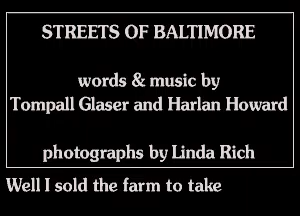 STREETS OF BALTIMORE
words & music by
Tompall Glaser and Harlan Howard
photographs by Linda Rich
Well I sold the farm to take